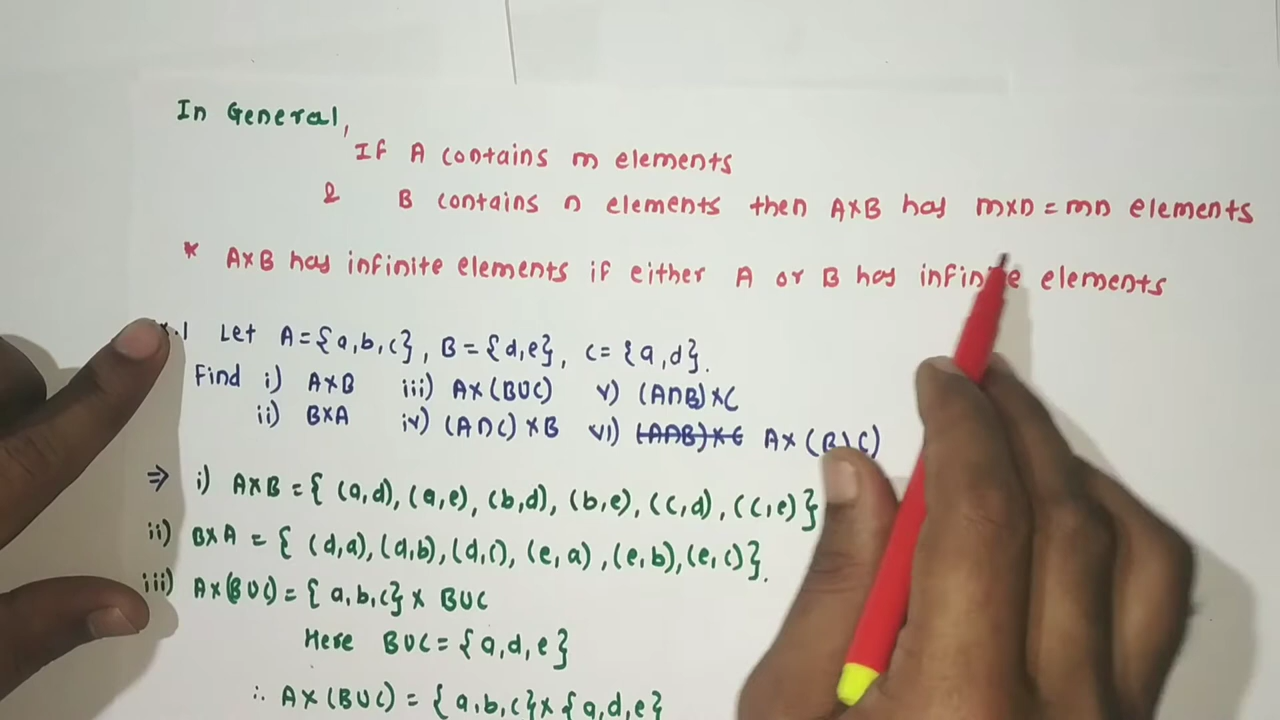 In General,
If A contains m elements
& B contains n elements then A×B has m×n = mn elements
* A×B has infinite elements if either A or B has infinite elements
Let A = {a,b,c}, B = {d,e}, C = {a,d}.
Find i) A×B iii) A×(B∪C) v) (A∩B)×C
ii) B×A iv) (A∩C)×B vi) (A∩B)×C A×(B\C)
⇒ i) A×B = { (a,d), (a,e), (b,d), (b,e), (c,d), (c,e)}
ii) B×A = { (d,a), (d,b), (d,c), (e,a), (e,b), (e,c)}.
iii) A×(B∪C) = { a,b,c} × B∪C
Here B∪C = {a,d,e}
∴ A×(B∪C) = {a,b,c}×{a,d,e}